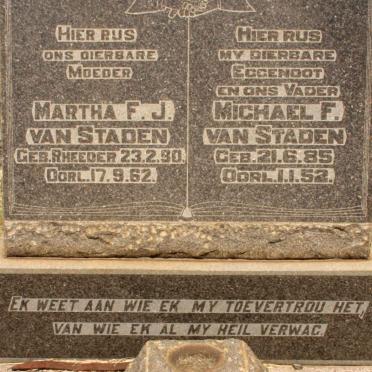 HIER RUS
ONS DIERBARE
MOEDER
MARTHA F. J.
VAN STADEN
GEB. RHEEDER 23.2.90.
OORL. 17.9.62.
HIER RUS
MY DIERBARE
EGGENOOT
EN ONS VADER
MICHAEL F.
VAN STADEN
GEB. 21.6.85
OORL. 1.1.52.
EK WEET AAN WIE EK MY TOEVERTROU HET,
VAN WIE EK AL MY HEIL VERWAG.